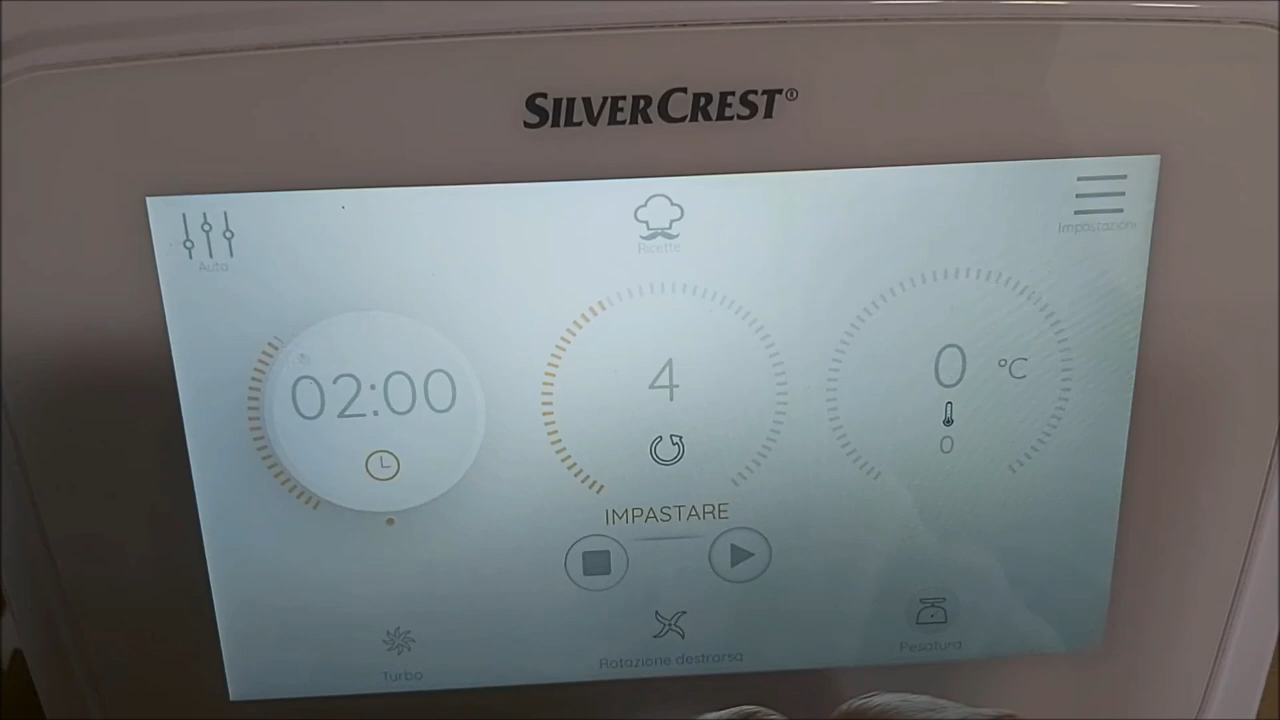 SILVERCREST®
Auto
Ricette
Impostazioni
02:00
4
0 °C
0
IMPASTARE
Turbo
Rotazione destrorsa
Pesatura